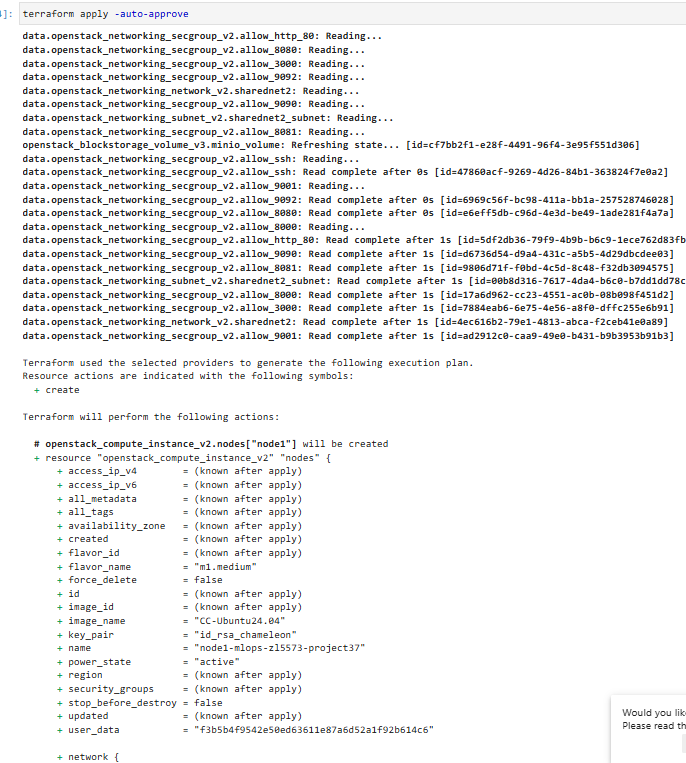 ]: terraform apply -auto-approve
data.openstack_networking_secgroup_v2.allow_http_80: Reading...
data.openstack_networking_secgroup_v2.allow_8080: Reading...
data.openstack_networking_secgroup_v2.allow_3000: Reading...
data.openstack_networking_secgroup_v2.allow_9092: Reading...
data.openstack_networking_network_v2.sharednet2: Reading...
data.openstack_networking_secgroup_v2.allow_9090: Reading...
data.openstack_networking_subnet_v2.sharednet2_subnet: Reading...
data.openstack_networking_secgroup_v2.allow_8081: Reading...
openstack_blockstorage_volume_v3.minio_volume: Refreshing state... [id=cf7bb2f1-e28f-4491-96f4-3e95f551d306]
data.openstack_networking_secgroup_v2.allow_ssh: Reading...
data.openstack_networking_secgroup_v2.allow_ssh: Read complete after 0s [id=47860acf-9269-4d26-84b1-363824f7e0a2]
data.openstack_networking_secgroup_v2.allow_9001: Reading...
data.openstack_networking_secgroup_v2.allow_9092: Read complete after 0s [id=6969c56f-bc98-411a-bb1a-257528746028]
data.openstack_networking_secgroup_v2.allow_8080: Read complete after 0s [id=e6eff5db-c96d-4e3d-be49-1ade281f4a7a]
data.openstack_networking_secgroup_v2.allow_8000: Reading...
data.openstack_networking_secgroup_v2.allow_http_80: Read complete after 1s [id=5df2db36-79f9-4b9b-b6c9-1ece762d83fb
data.openstack_networking_secgroup_v2.allow_9090: Read complete after 1s [id=d6736d54-d9a4-431c-a5b5-4d29dbcdee03]
data.openstack_networking_secgroup_v2.allow_8081: Read complete after 1s [id=9806d71f-f0bd-4c5d-8c48-f32db3094575]
data.openstack_networking_subnet_v2.sharednet2_subnet: Read complete after 1s [id=00b8d316-7617-4da4-b6c0-b7dd1dd78c
data.openstack_networking_secgroup_v2.allow_8000: Read complete after 1s [id=17a6d962-cc23-4551-ac0b-08b098f451d2]
data.openstack_networking_secgroup_v2.allow_3000: Read complete after 1s [id=7884eab6-6e75-4e56-a8f0-dffc255e6b91]
data.openstack_networking_network_v2.sharednet2: Read complete after 1s [id=4ec616b2-79e1-4813-abca-f2ceb41e0a89]
data.openstack_networking_secgroup_v2.allow_9001: Read complete after 1s [id=ad2912c0-caa9-49e0-b431-b9b3953b91b3]
Terraform used the selected providers to generate the following execution plan.
Resource actions are indicated with the following symbols:
+ create
Terraform will perform the following actions:
# openstack_compute_instance_v2.nodes["node1"] will be created
+ resource "openstack_compute_instance_v2" "nodes" {
+ access_ip_v4 = (known after apply)
+ access_ip_v6 = (known after apply)
+ all_metadata = (known after apply)
+ all_tags = (known after apply)
+ availability_zone = (known after apply)
+ created = (known after apply)
+ flavor_id = (known after apply)
+ flavor_name = "m1.medium"
+ force_delete = false
+ id = (known after apply)
+ image_id = (known after apply)
+ image_name = "CC-Ubuntu24.04"
+ key_pair = "id_rsa_chameleon"
+ name = "node1-mlops-zl5573-project37"
+ power_state = "active"
+ region = (known after apply)
+ security_groups = (known after apply)
+ stop_before_destroy = false
+ updated = (known after apply)
+ user_data = "f3b5b4f9542e50ed63611e87a6d52a1f92b614c6"
+ network {
Would you lik
Please read th